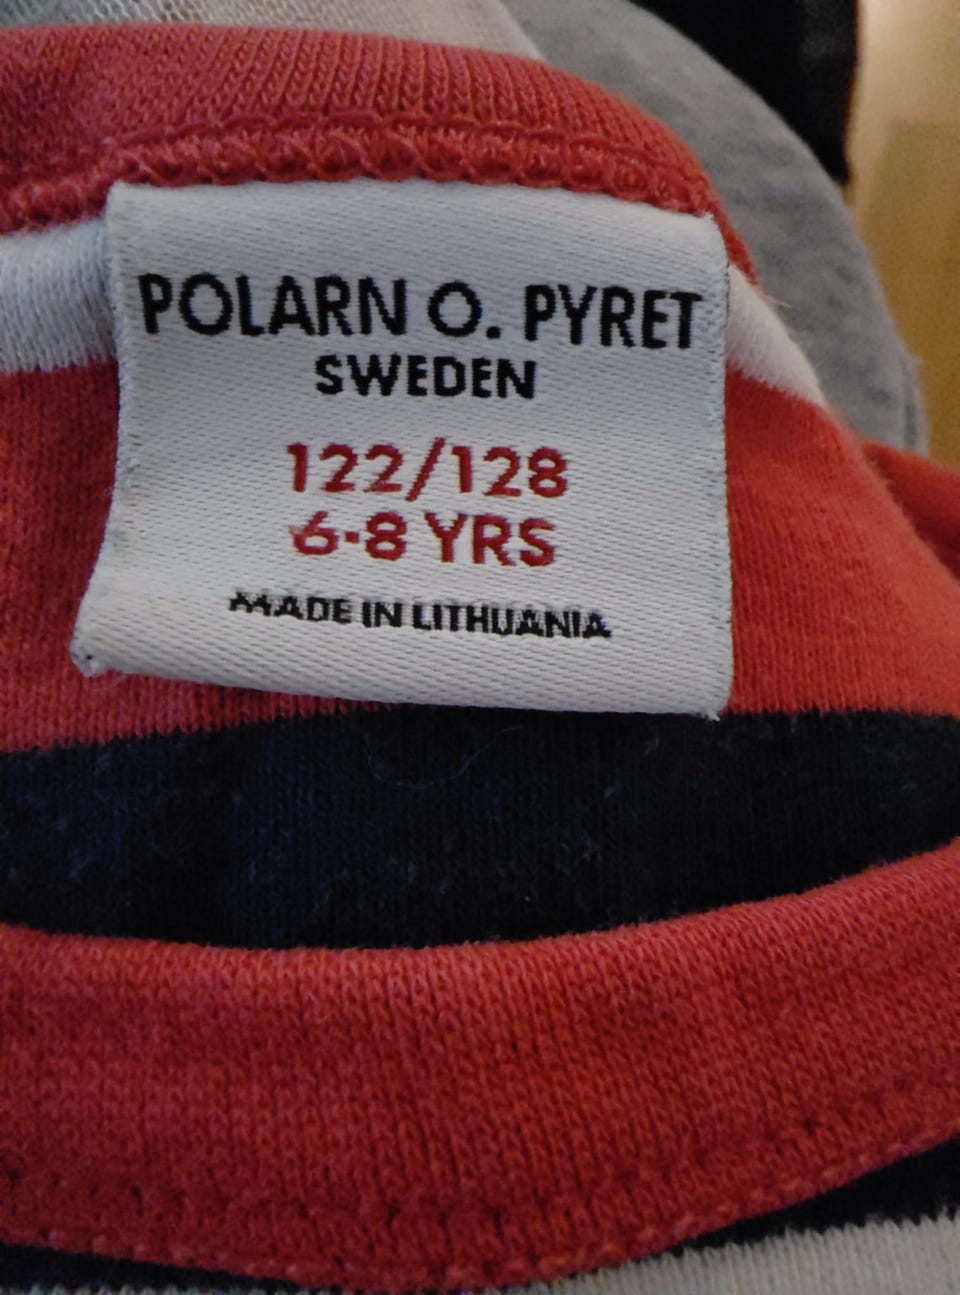 POLARN O. PYRET
SWEDEN
122/128
6-8 YRS
MADE IN LITHUANIA